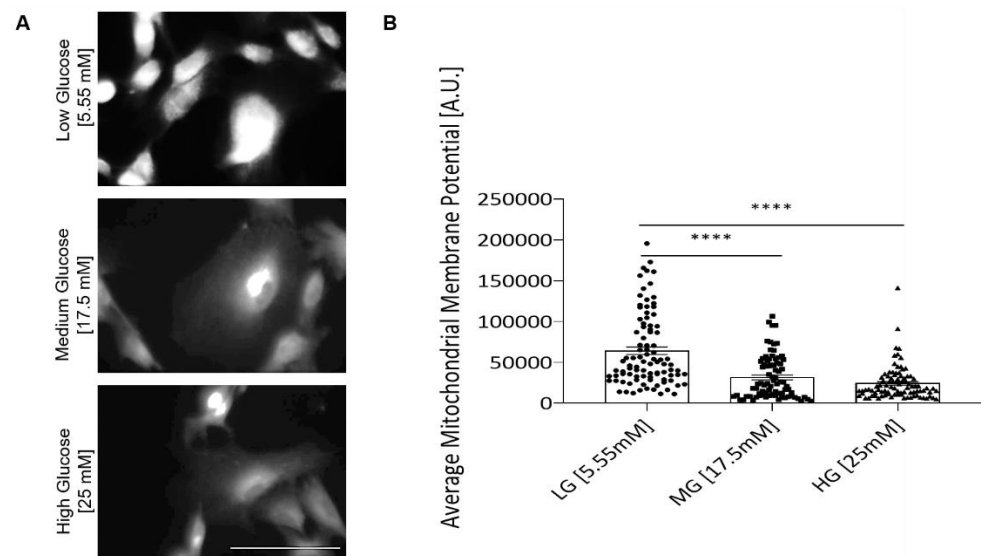 A
Low Glucose
[5.55 mM]
Medium Glucose
[17.5 mM]
High Glucose
[25 mM]
B
Average Mitochondrial Membrane Potential [A.U.]
250000
200000
150000
100000
50000
0
****
****
LG [5.55mM]
MG [17.5mM]
HG [25mM]